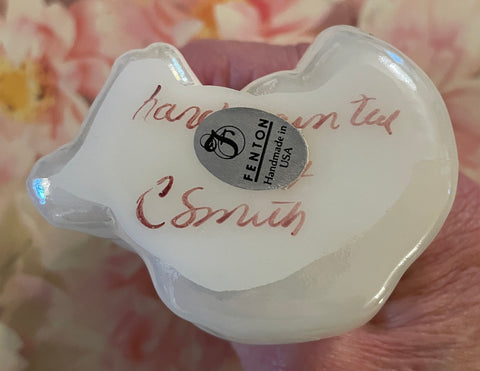 hand painted
FENTON
Handmade in
USA
C Smith